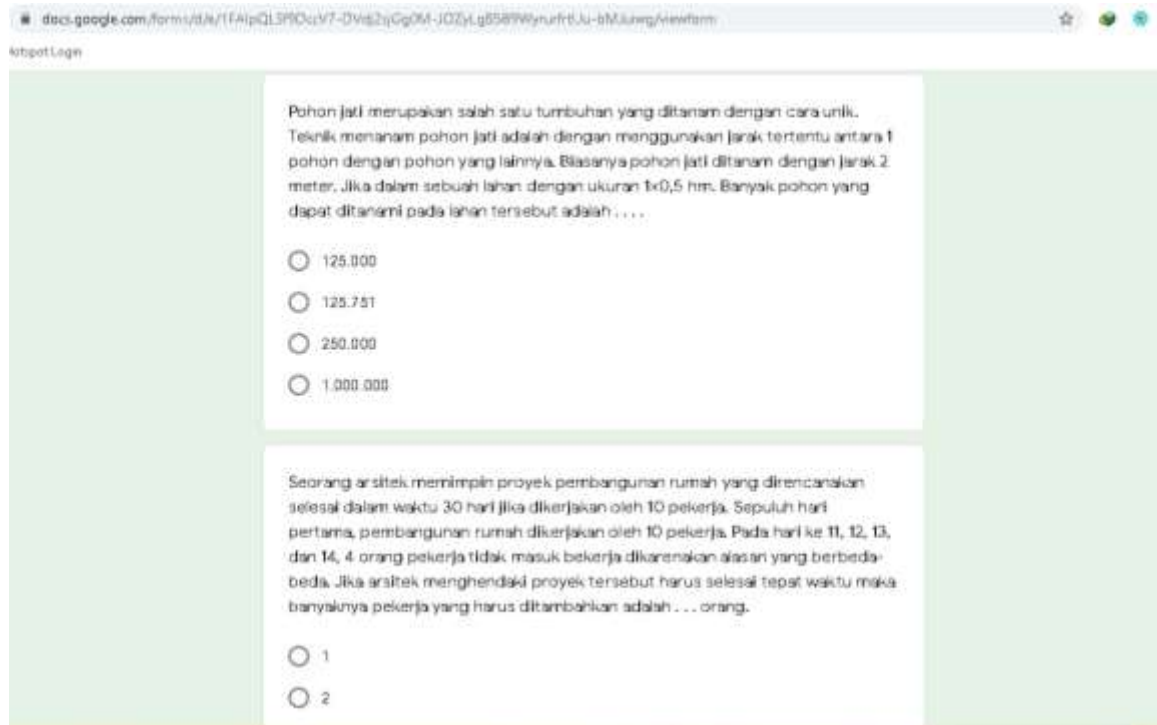 Pohon jati merupakan salah satu tumbuhan yang ditanam dengan cara unik.
Teknik menanam pohon jati adalah dengan menggunakan jarak tertentu antara 1
pohon dengan pohon yang lainnya. Biasanya pohon jati ditanam dengan jarak 2
meter. Jika dalam sebuah lahan dengan ukuran 1×0,5 hm. Banyak pohon yang
dapat ditanami pada lahan tersebut adalah . . . .
125.000
125.751
250.000
1.000.000
Seorang arsitek memimpin proyek pembangunan rumah yang direncanakan
selesai dalam waktu 30 hari jika dikerjakan oleh 10 pekerja. Sepuluh hari
pertama, pembangunan rumah dikerjakan oleh 10 pekerja. Pada hari ke 11, 12, 13,
dan 14, 4 orang pekerja tidak masuk bekerja dikarenakan alasan yang berbeda-
beda. Jika arsitek menghendaki proyek tersebut harus selesai tepat waktu maka
banyaknya pekerja yang harus ditambahkan adalah . . . orang.
1
2